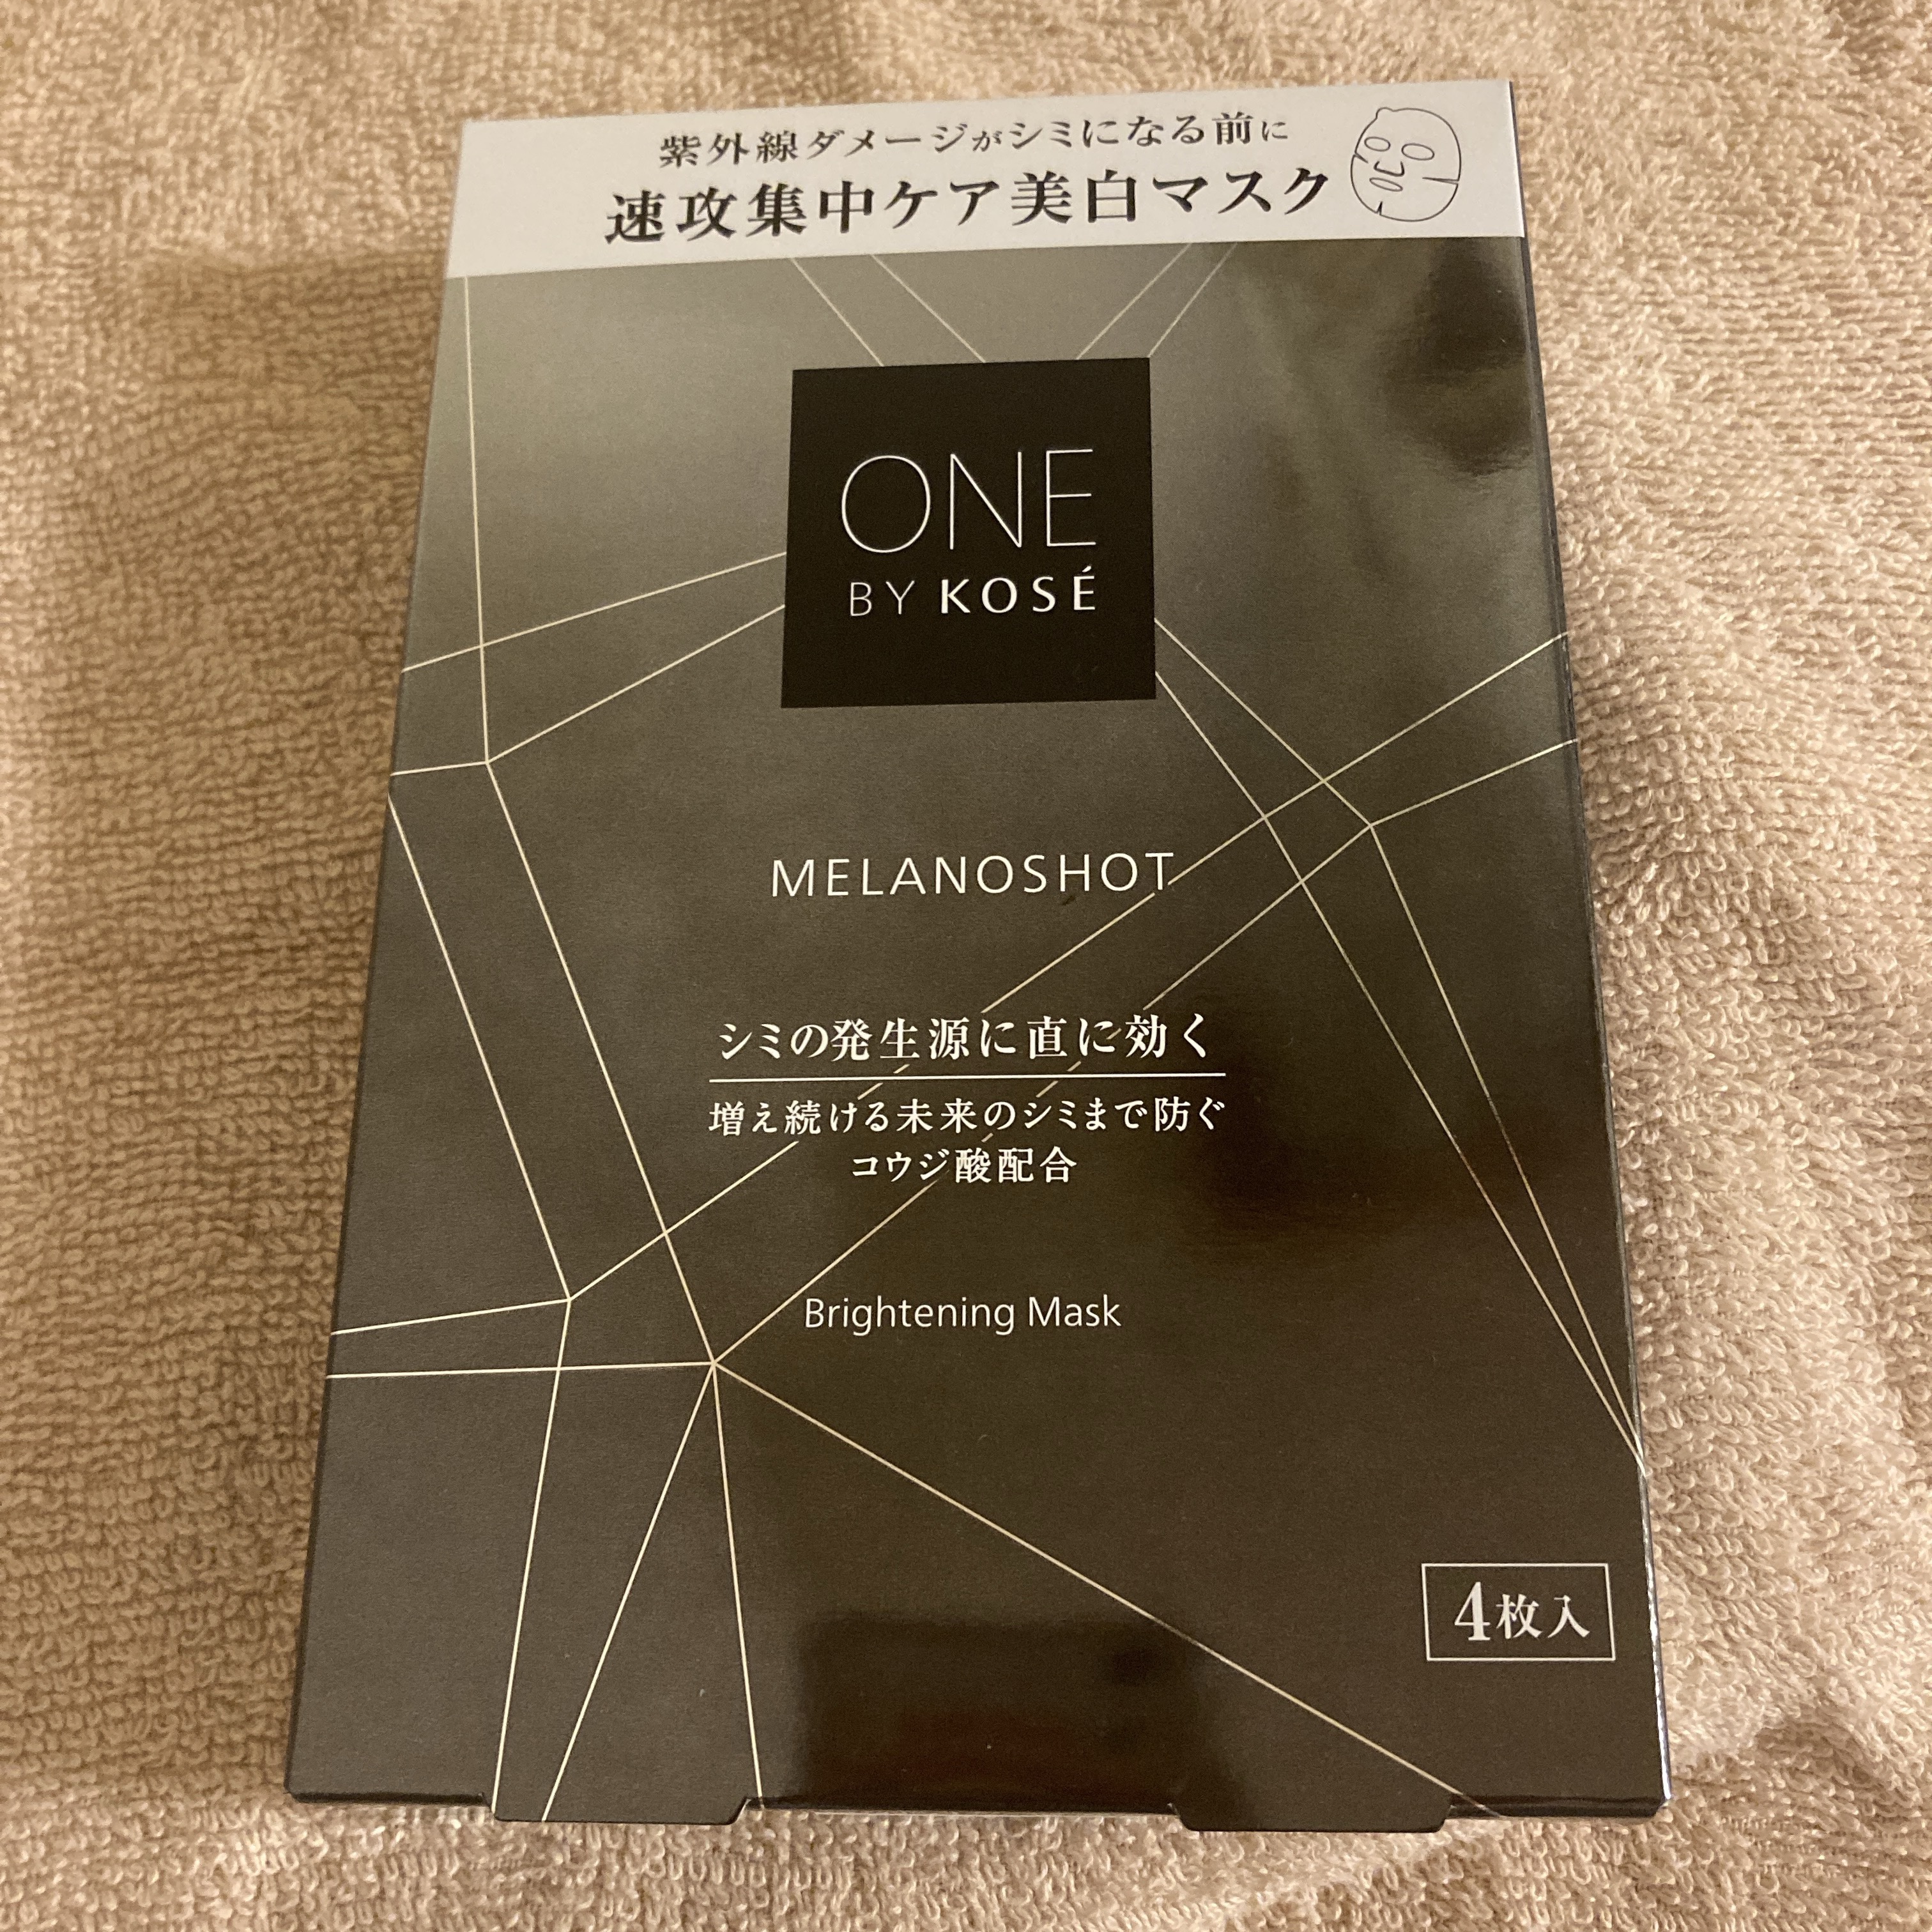 紫外線ダメージがシミになる前に
速攻集中ケア美白マスク
ONE
BY KOSÉ
MELANOSHOT
シミの発生源に直に効く
増え続ける未来のシミまで防ぐ
コウジ酸配合
Brightening Mask
4枚入